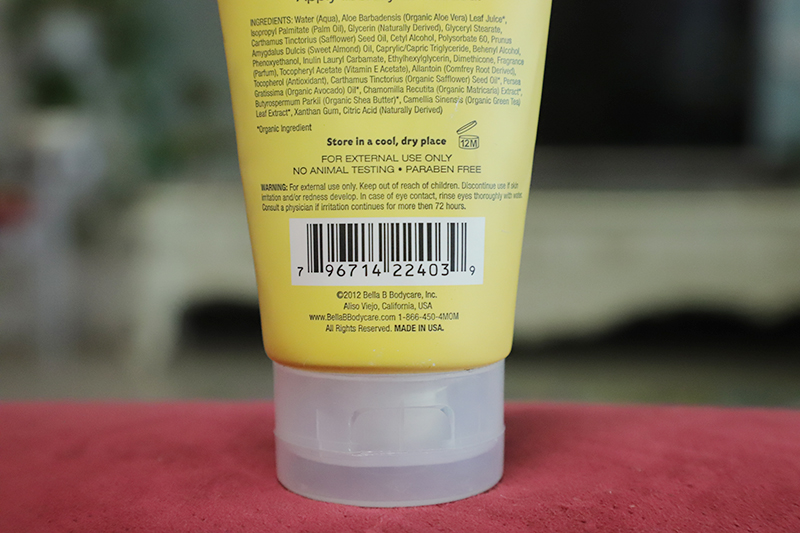 INGREDIENTS: Water (Aqua), Aloe Barbadensis (Organic Aloe Vera) Leaf Juice*,
Isopropyl Palmitate (Palm Oil), Glycerin (Naturally Derived), Glyceryl Stearate,
Carthamus Tinctorius (Safflower) Seed Oil, Cetyl Alcohol, Polysorbate 60, Prunus
Amygdalus Dulcis (Sweet Almond) Oil, Caprylic/Capric Triglyceride, Behenyl Alcohol,
Phenoxyethanol, Inulin Lauryl Carbamate, Ethylhexylglycerin, Dimethicone, Fragrance
(Parfum), Tocopheryl Acetate (Vitamin E Acetate), Allantoin (Comfrey Root Derived),
Tocopherol (Antioxidant), Carthamus Tinctorius (Organic Safflower) Seed Oil*, Persea
Gratissima (Organic Avocado) Oil*, Chamomilla Recutita (Organic Matricaria) Extract*,
Butyrospermum Parkii (Organic Shea Butter)*, Camellia Sinensis (Organic Green Tea)
Leaf Extract*, Xanthan Gum, Citric Acid (Naturally Derived)
*Organic Ingredient
Store in a cool, dry place 12M
FOR EXTERNAL USE ONLY
NO ANIMAL TESTING • PARABEN FREE
WARNING: For external use only. Keep out of reach of children. Discontinue use if skin
irritation and/or redness develop. In case of eye contact, rinse eyes thoroughly with water.
Consult a physician if irritation continues for more then 72 hours.
7 96714 22403 9
©2012 Bella B Bodycare, Inc.
Aliso Viejo, California, USA
www.BellaBBodycare.com 1-866-450-4MOM
All Rights Reserved. MADE IN USA.